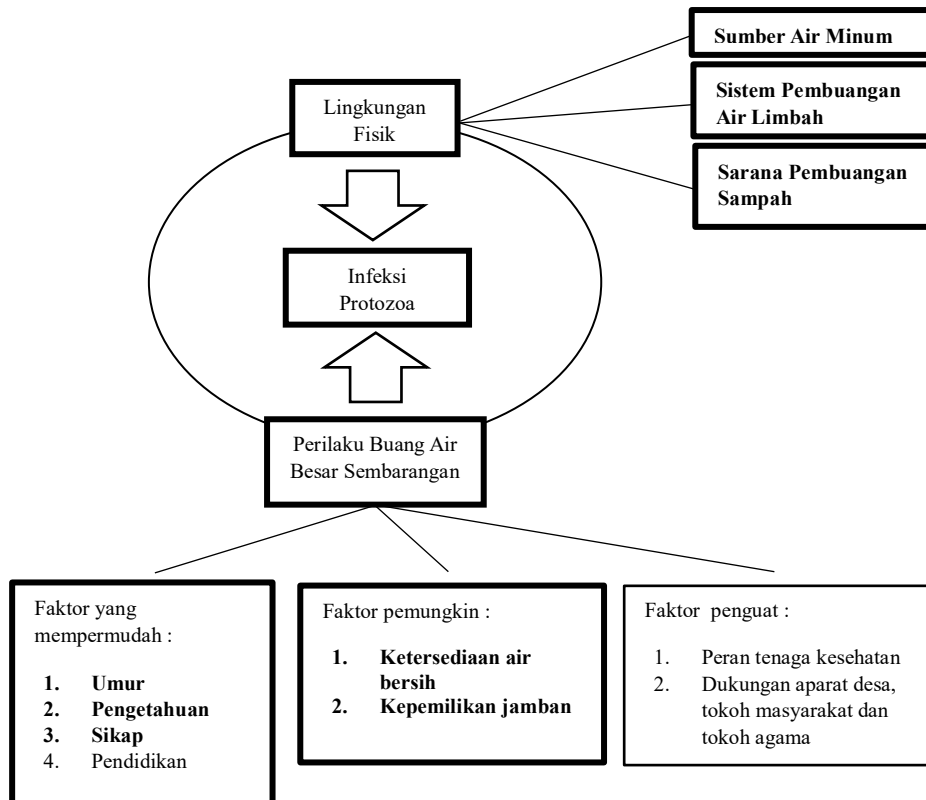 Sumber Air Minum
Lingkungan
Fisik
Sistem Pembuangan
Air Limbah
Sarana Pembuangan
Sampah
Infeksi
Protozoa
Perilaku Buang Air
Besar Sembarangan
Faktor yang
mempermudah :
1. Umur
2. Pengetahuan
3. Sikap
4. Pendidikan
Faktor pemungkin :
1. Ketersediaan air
bersih
2. Kepemilikan jamban
Faktor penguat :
1. Peran tenaga kesehatan
2. Dukungan aparat desa,
tokoh masyarakat dan
tokoh agama